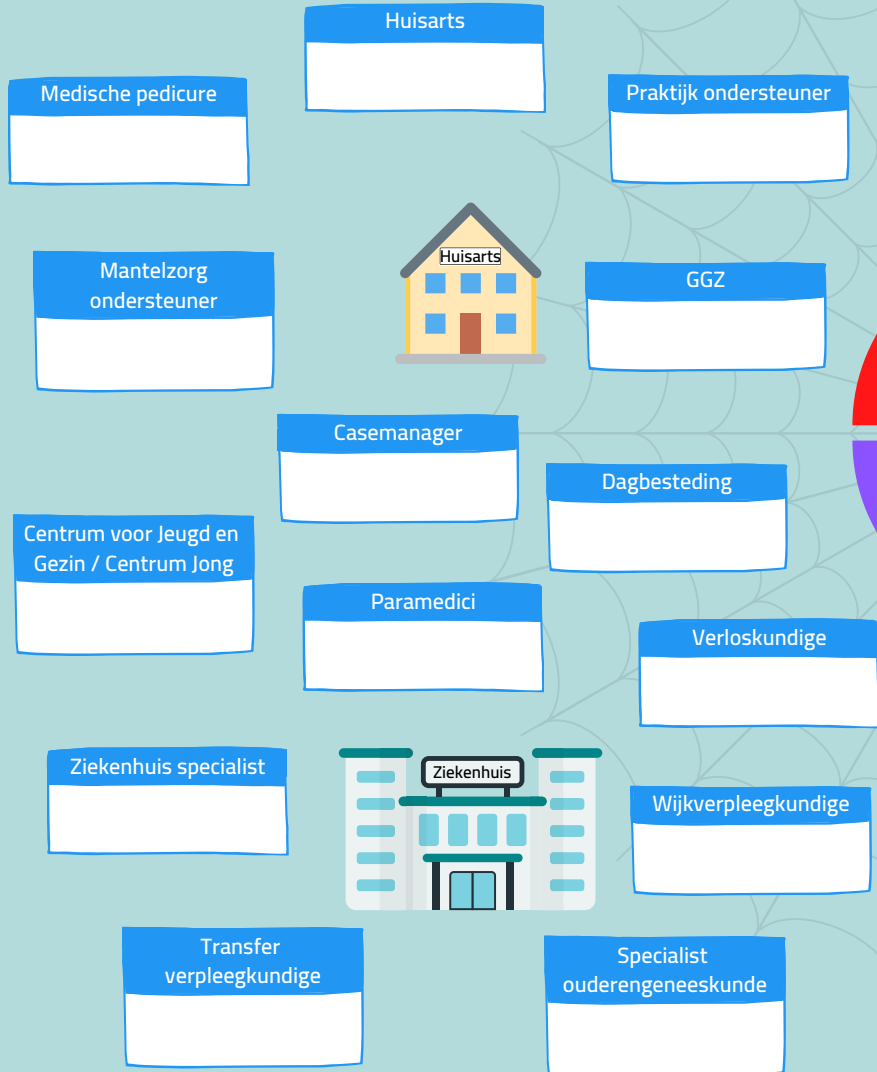 Huisarts
Medische pedicure
Praktijk ondersteuner
Huisarts
Mantelzorg
ondersteuner
GGZ
Casemanager
Dagbesteding
Centrum voor Jeugd en
Gezin / Centrum Jong
Paramedici
Verloskundige
Ziekenhuis specialist
Ziekenhuis
Wijkverpleegkundige
Transfer
verpleegkundige
Specialist
ouderengeneeskunde